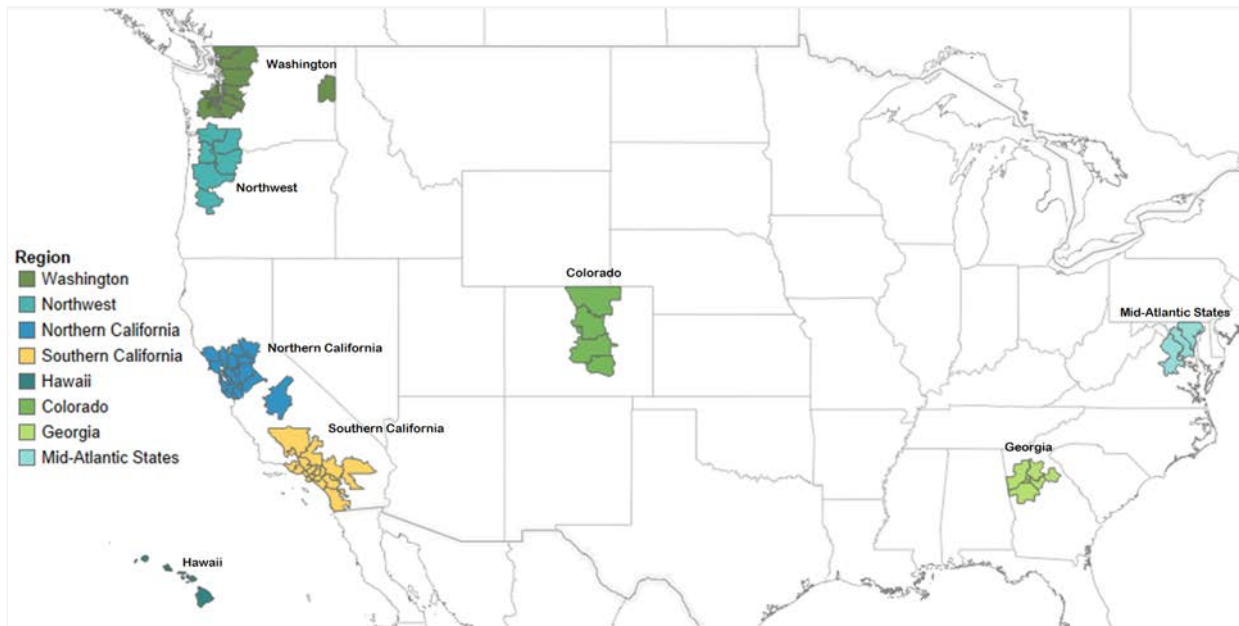 Washington
Northwest
Region
Washington
Northwest
Northern California
Southern California
Hawaii
Colorado
Georgia
Mid-Atlantic States
Colorado
Mid-Atlantic States
Northern California
Southern California
Georgia
Hawaii